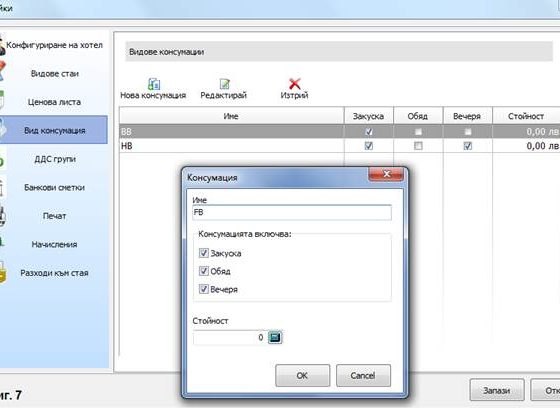 йки
Конфигуриране на хотел
Видове стаи
Ценова листа
Вид консумация
ДДС групи
Банкови сметки
Печат
Начисления
Разходи към стая
Видове консумации
Нова консумация Редактирай Изтрий
Име Закуска Обяд Вечеря Стойност
BB 0,00 лв
HB 0,00 лв
Консумация
Име
FB
Консумацията включва:
Закуска
Обяд
Вечеря
Стойност
0
OK Cancel
иг. 7
Запази Отк